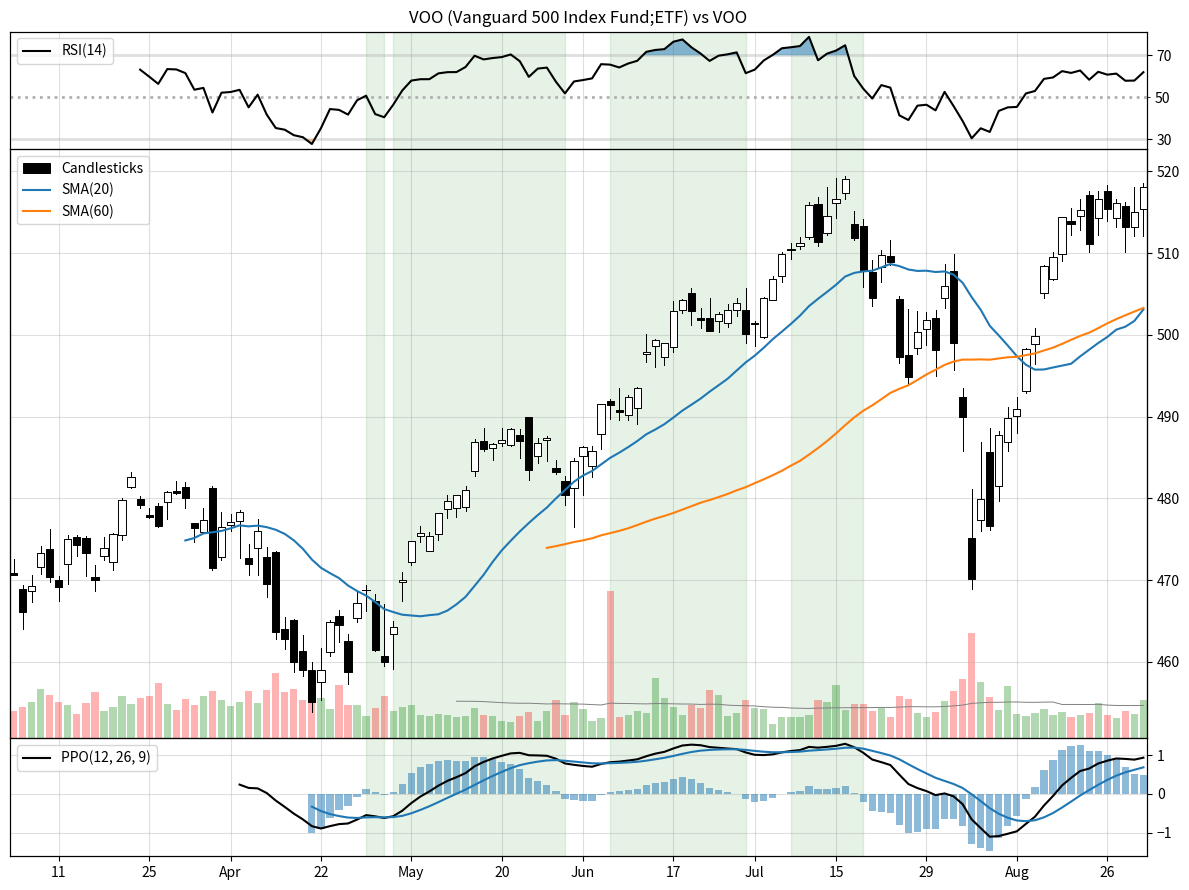 VOO (Vanguard 500 Index Fund;ETF) vs VOO
RSI(14)
70
50
30
Candlesticks
SMA(20)
SMA(60)
520
510
500
490
480
470
460
PPO(12, 26, 9)
1
0
−1
11 25 Apr 22 May 20 Jun 17 Jul 15 29 Aug 26